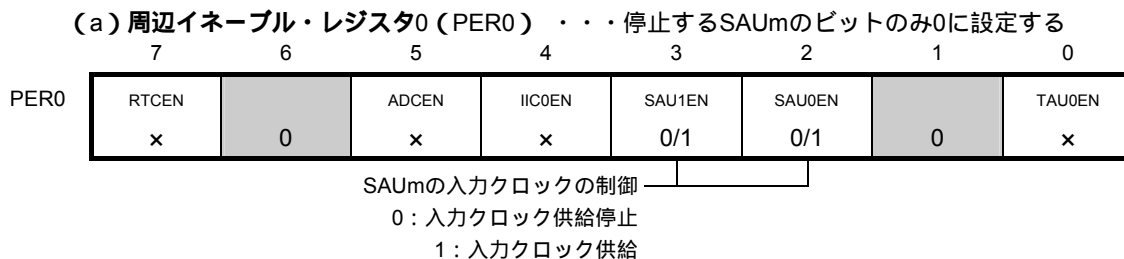 (a)周辺イネーブル・レジスタ0(PER0) ・・・停止するSAUmのビットのみ0に設定する
7 6 5 4 3 2 1 0
PER0 RTCEN ADCEN IIC0EN SAU1EN SAU0EN TAU0EN
× 0 × × 0/1 0/1 0 ×
SAUmの入力クロックの制御
0:入力クロック供給停止
1:入力クロック供給